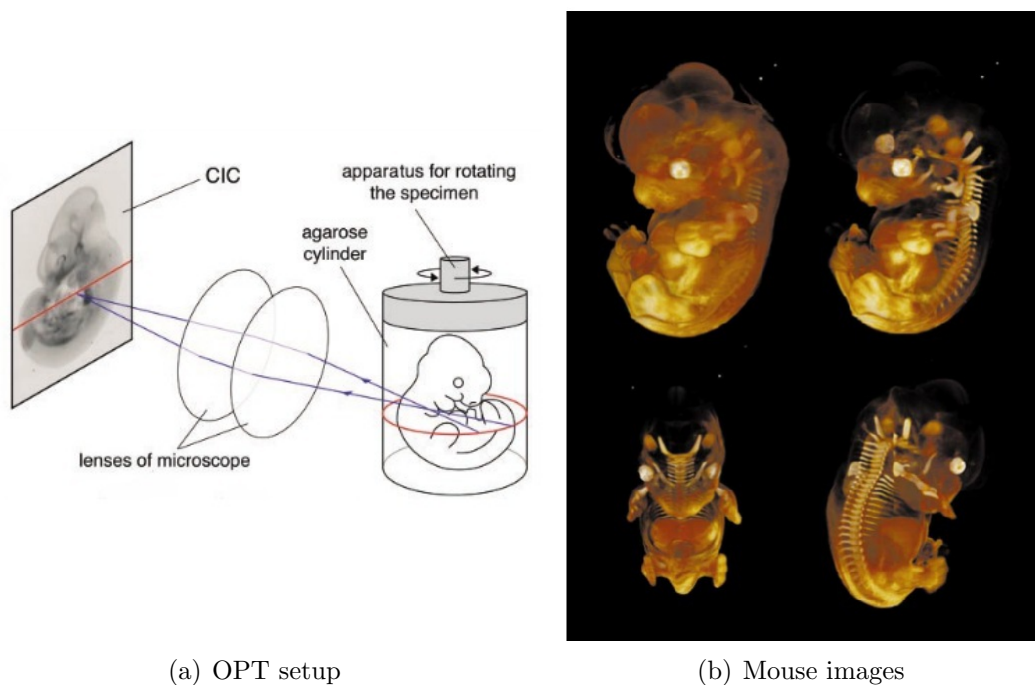 CIC
apparatus for rotating
the specimen
agarose
cylinder
lenses of microscope
(a) OPT setup
(b) Mouse images